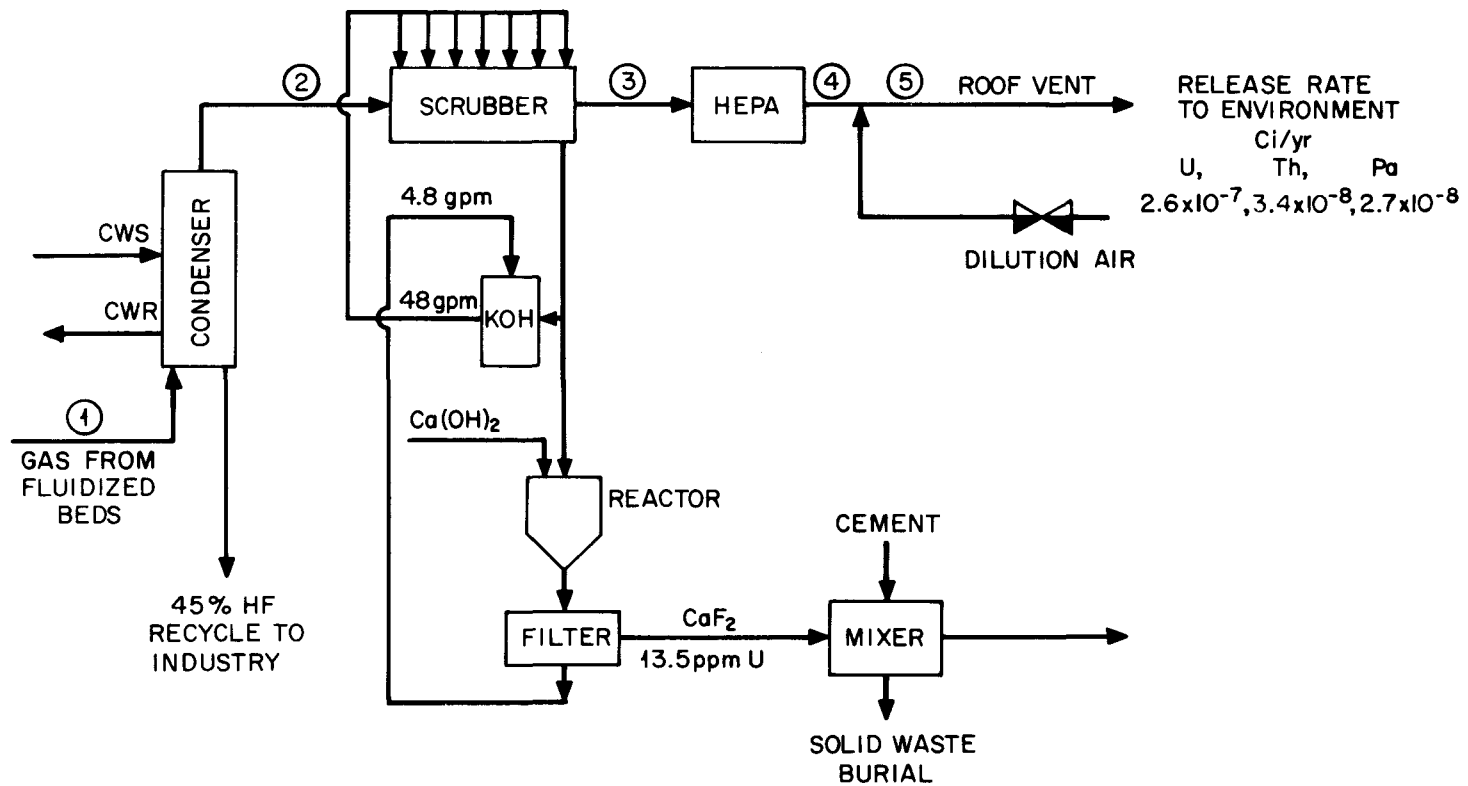 ②
SCRUBBER
③
HEPA
④
⑤
ROOF VENT
RELEASE RATE
TO ENVIRONMENT
Ci/yr
U, Th, Pa
2.6x10⁻⁷, 3.4x10⁻⁸, 2.7x10⁻⁸
DILUTION AIR
CWS
CWR
CONDENSER
①
GAS FROM
FLUIDIZED
BEDS
45% HF
RECYCLE TO
INDUSTRY
4.8 gpm
48 gpm
KOH
Ca(OH)₂
REACTOR
FILTER
CaF₂
13.5ppm U
CEMENT
MIXER
SOLID WASTE
BURIAL